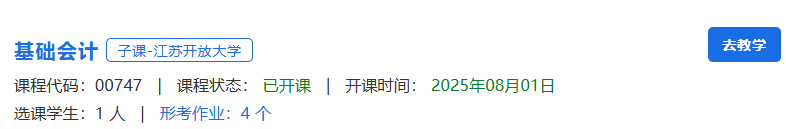 基础会计 子课-江苏开放大学 去教学
课程代码：00747 | 课程状态： 已开课 | 开课时间： 2025年08月01日
选课学生：1 人 | 形考作业：4 个